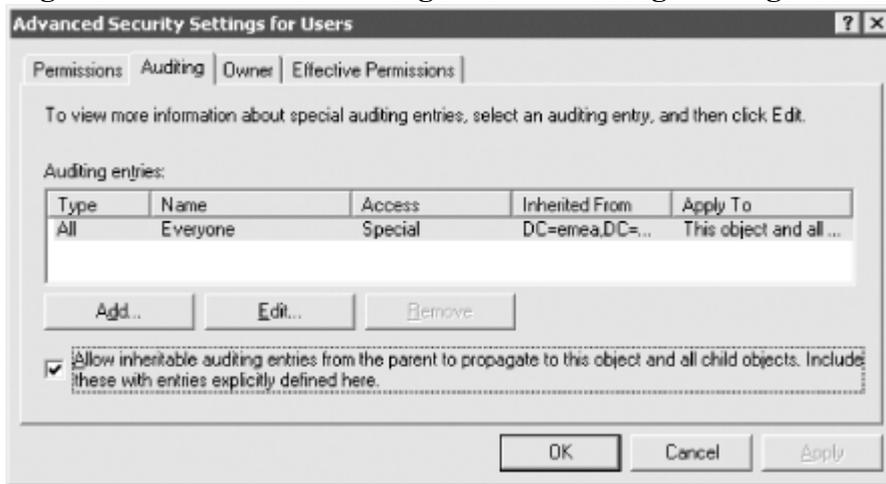 Advanced Security Settings for Users
Permissions Auditing Owner Effective Permissions
To view more information about special auditing entries, select an auditing entry, and then click Edit.
Auditing entries:
Type Name Access Inherited From Apply To
All Everyone Special DC=emea,DC=... This object and all ...
Add... Edit... Remove
Allow inheritable auditing entries from the parent to propagate to this object and all child objects. Include
these with entries explicitly defined here.
OK Cancel Apply